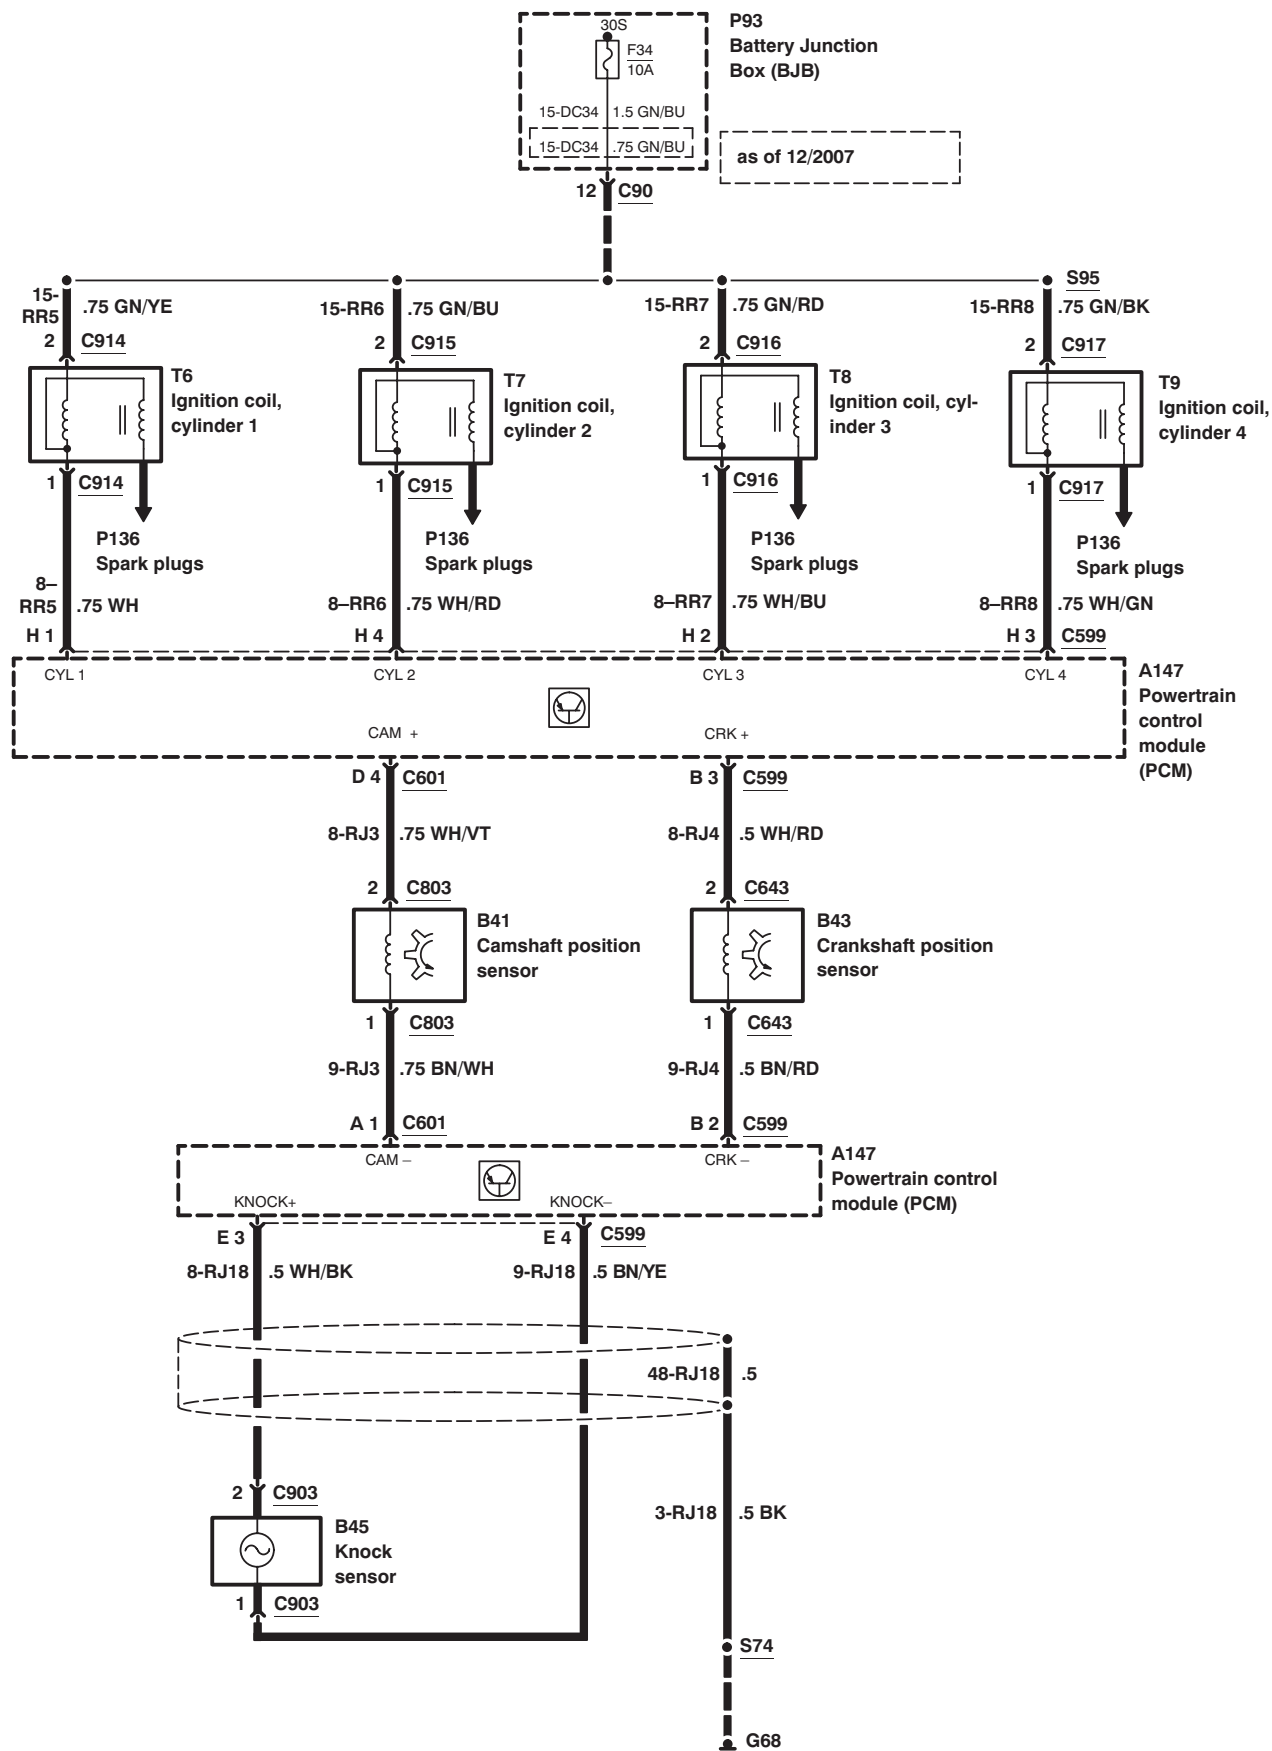 30S
P93
Battery Junction
Box (BJB)
F34
10A
15-DC34 1.5 GN/BU
15-DC34 .75 GN/BU
as of 12/2007
12 C90
S95
15-
RR5 .75 GN/YE
15-RR6 .75 GN/BU
15-RR7 .75 GN/RD
15-RR8 .75 GN/BK
2 C914
2 C915
2 C916
2 C917
T6
Ignition coil,
cylinder 1
T7
Ignition coil,
cylinder 2
T8
Ignition coil, cyl-
inder 3
T9
Ignition coil,
cylinder 4
1 C914
1 C915
1 C916
1 C917
P136
Spark plugs
P136
Spark plugs
P136
Spark plugs
P136
Spark plugs
8–
RR5 .75 WH
8–RR6 .75 WH/RD
8–RR7 .75 WH/BU
8–RR8 .75 WH/GN
H 1
H 4
H 2
H 3 C599
CYL 1
CYL 2
CYL 3
CYL 4
A147
Powertrain
control
module
(PCM)
CAM +
CRK +
D 4 C601
B 3 C599
8-RJ3 .75 WH/VT
8-RJ4 .5 WH/RD
2 C803
2 C643
B41
Camshaft position
sensor
B43
Crankshaft position
sensor
1 C803
1 C643
9-RJ3 .75 BN/WH
9-RJ4 .5 BN/RD
A 1 C601
B 2 C599
CAM –
CRK –
A147
Powertrain control
module (PCM)
KNOCK+
KNOCK–
E 3
E 4 C599
8-RJ18 .5 WH/BK
9-RJ18 .5 BN/YE
48-RJ18 .5
2 C903
3-RJ18 .5 BK
B45
Knock
sensor
1 C903
S74
G68